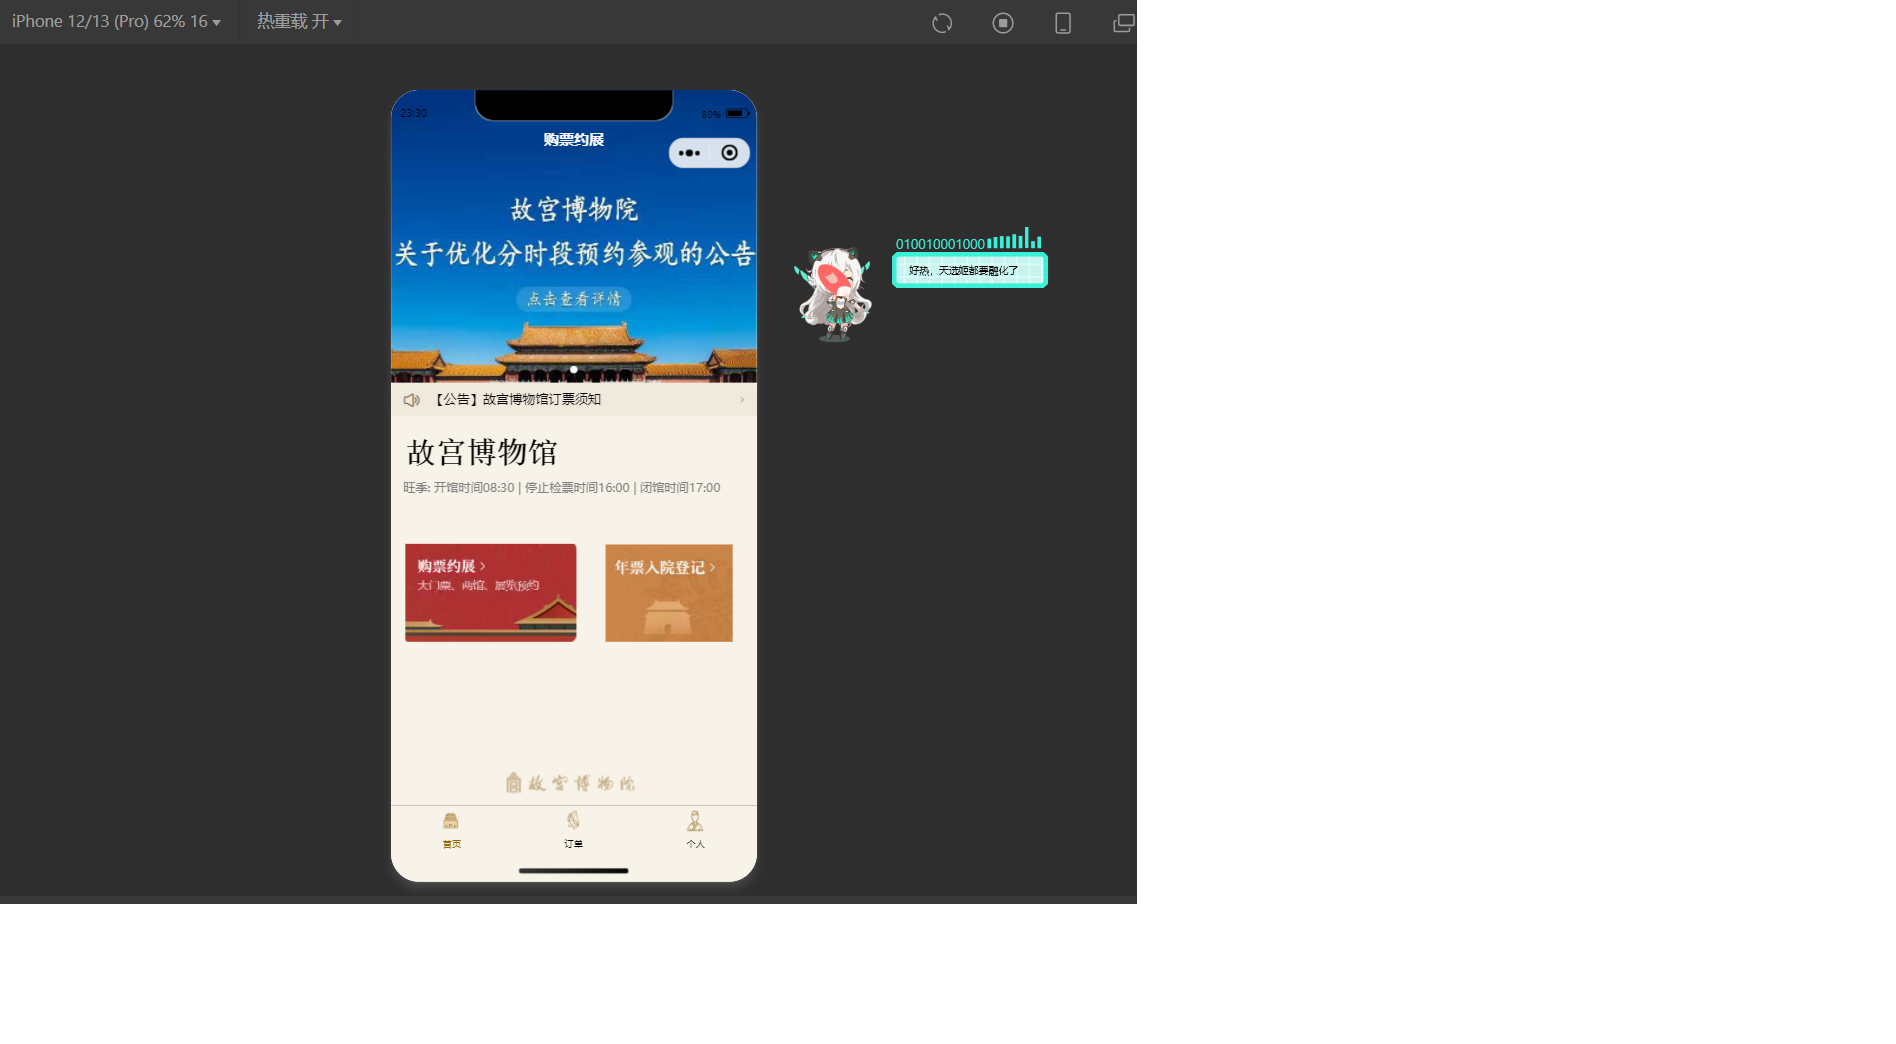 iPhone 12/13 (Pro) 62% 16
热重载 开
23:30
80%
购票约展
故宫博物院
关于优化分时段预约参观的公告
点击查看详情
010010001000
好热，天选姬都要融化了
【公告】故宫博物馆订票须知
故宫博物馆
旺季: 开馆时间08:30 | 停止检票时间16:00 | 闭馆时间17:00
购票约展
大门票、两馆、展览预约
年票入院登记
故宫博物院
首页
订单
个人